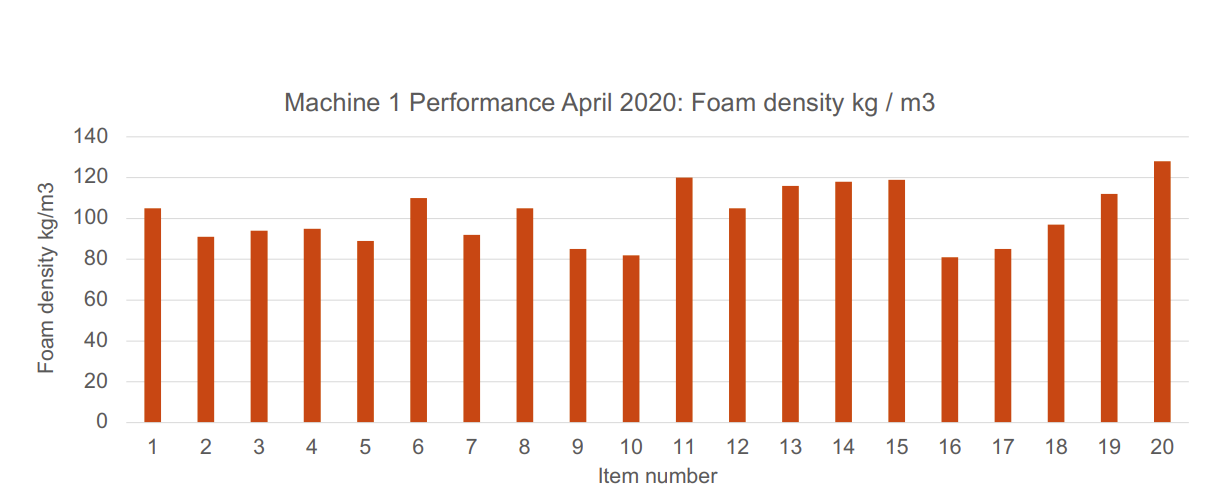 Machine 1 Performance April 2020: Foam density kg / m3
140
120
100
80
60
40
20
0
Foam density kg/m3
1 2 3 4 5 6 7 8 9 10 11 12 13 14 15 16 17 18 19 20
Item number